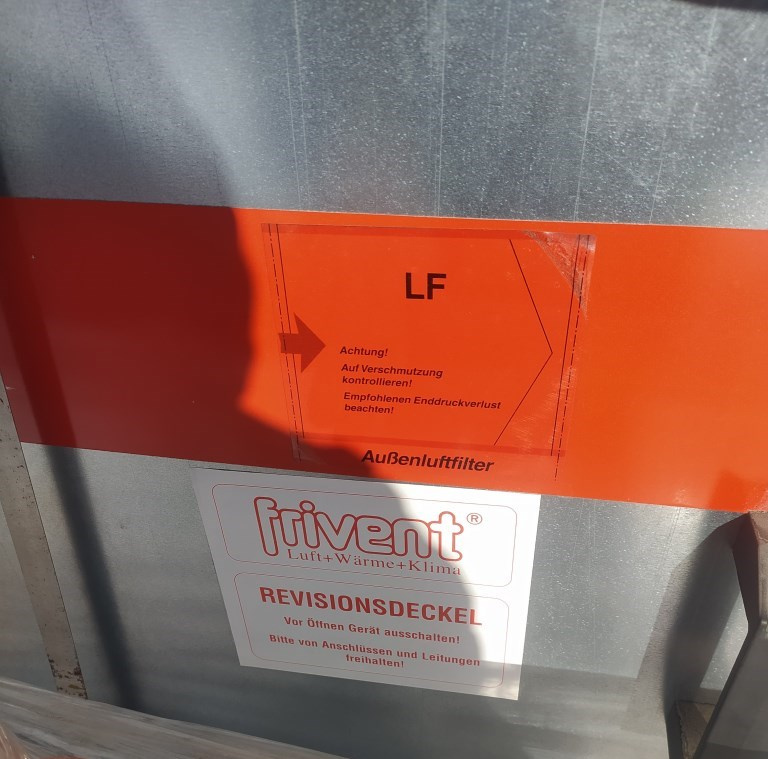 LF
Achtung!
Auf Verschmutzung
kontrollieren!
Empfohlenen Enddruckverlust
beachten!
Außenluftfilter
frivent®
Luft+Wärme+Klima
REVISIONSDECKEL
Vor Öffnen Gerät ausschalten!
Bitte von Anschlüssen und Leitungen
freihalten!